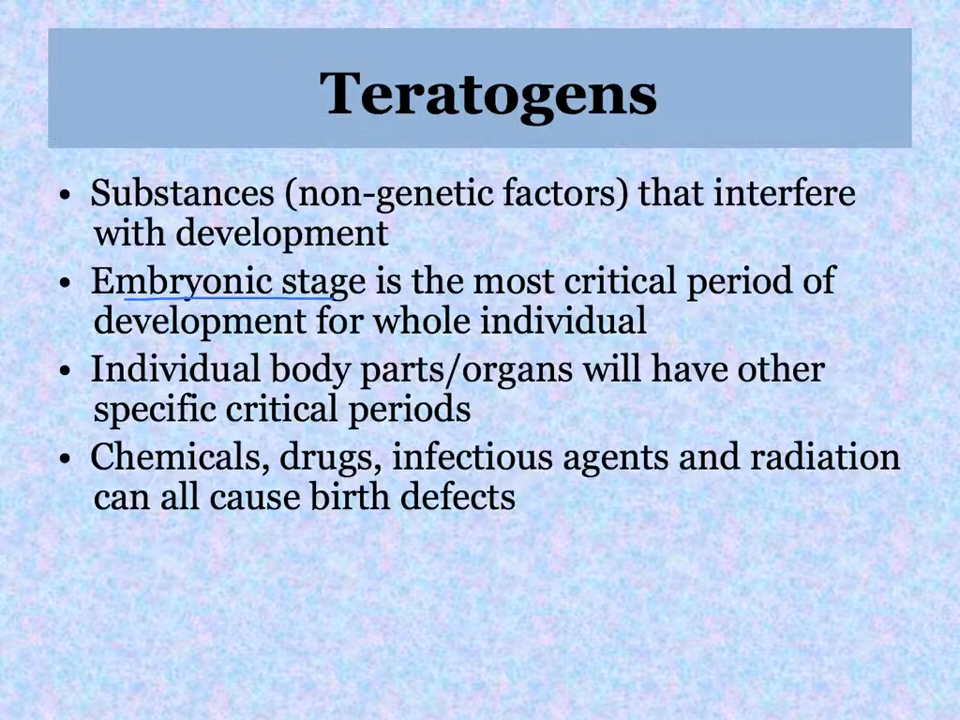 Teratogens
• Substances (non-genetic factors) that interfere
with development
• Embryonic stage is the most critical period of
development for whole individual
• Individual body parts/organs will have other
specific critical periods
• Chemicals, drugs, infectious agents and radiation
can all cause birth defects